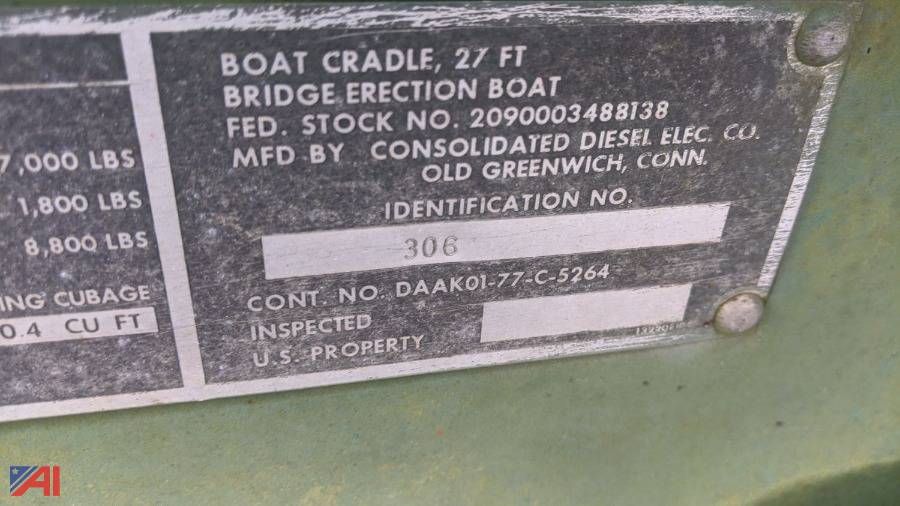 BOAT CRADLE, 27 FT
BRIDGE ERECTION BOAT
FED. STOCK NO. 2090003488138
MFD BY CONSOLIDATED DIESEL ELEC. CO.
OLD GREENWICH, CONN.
IDENTIFICATION NO.
306
CONT. NO. DAAK01-77-C-5264
INSPECTED
U.S. PROPERTY
7,000 LBS
1,800 LBS
8,800 LBS
ING CUBAGE
0.4 CU FT
AI